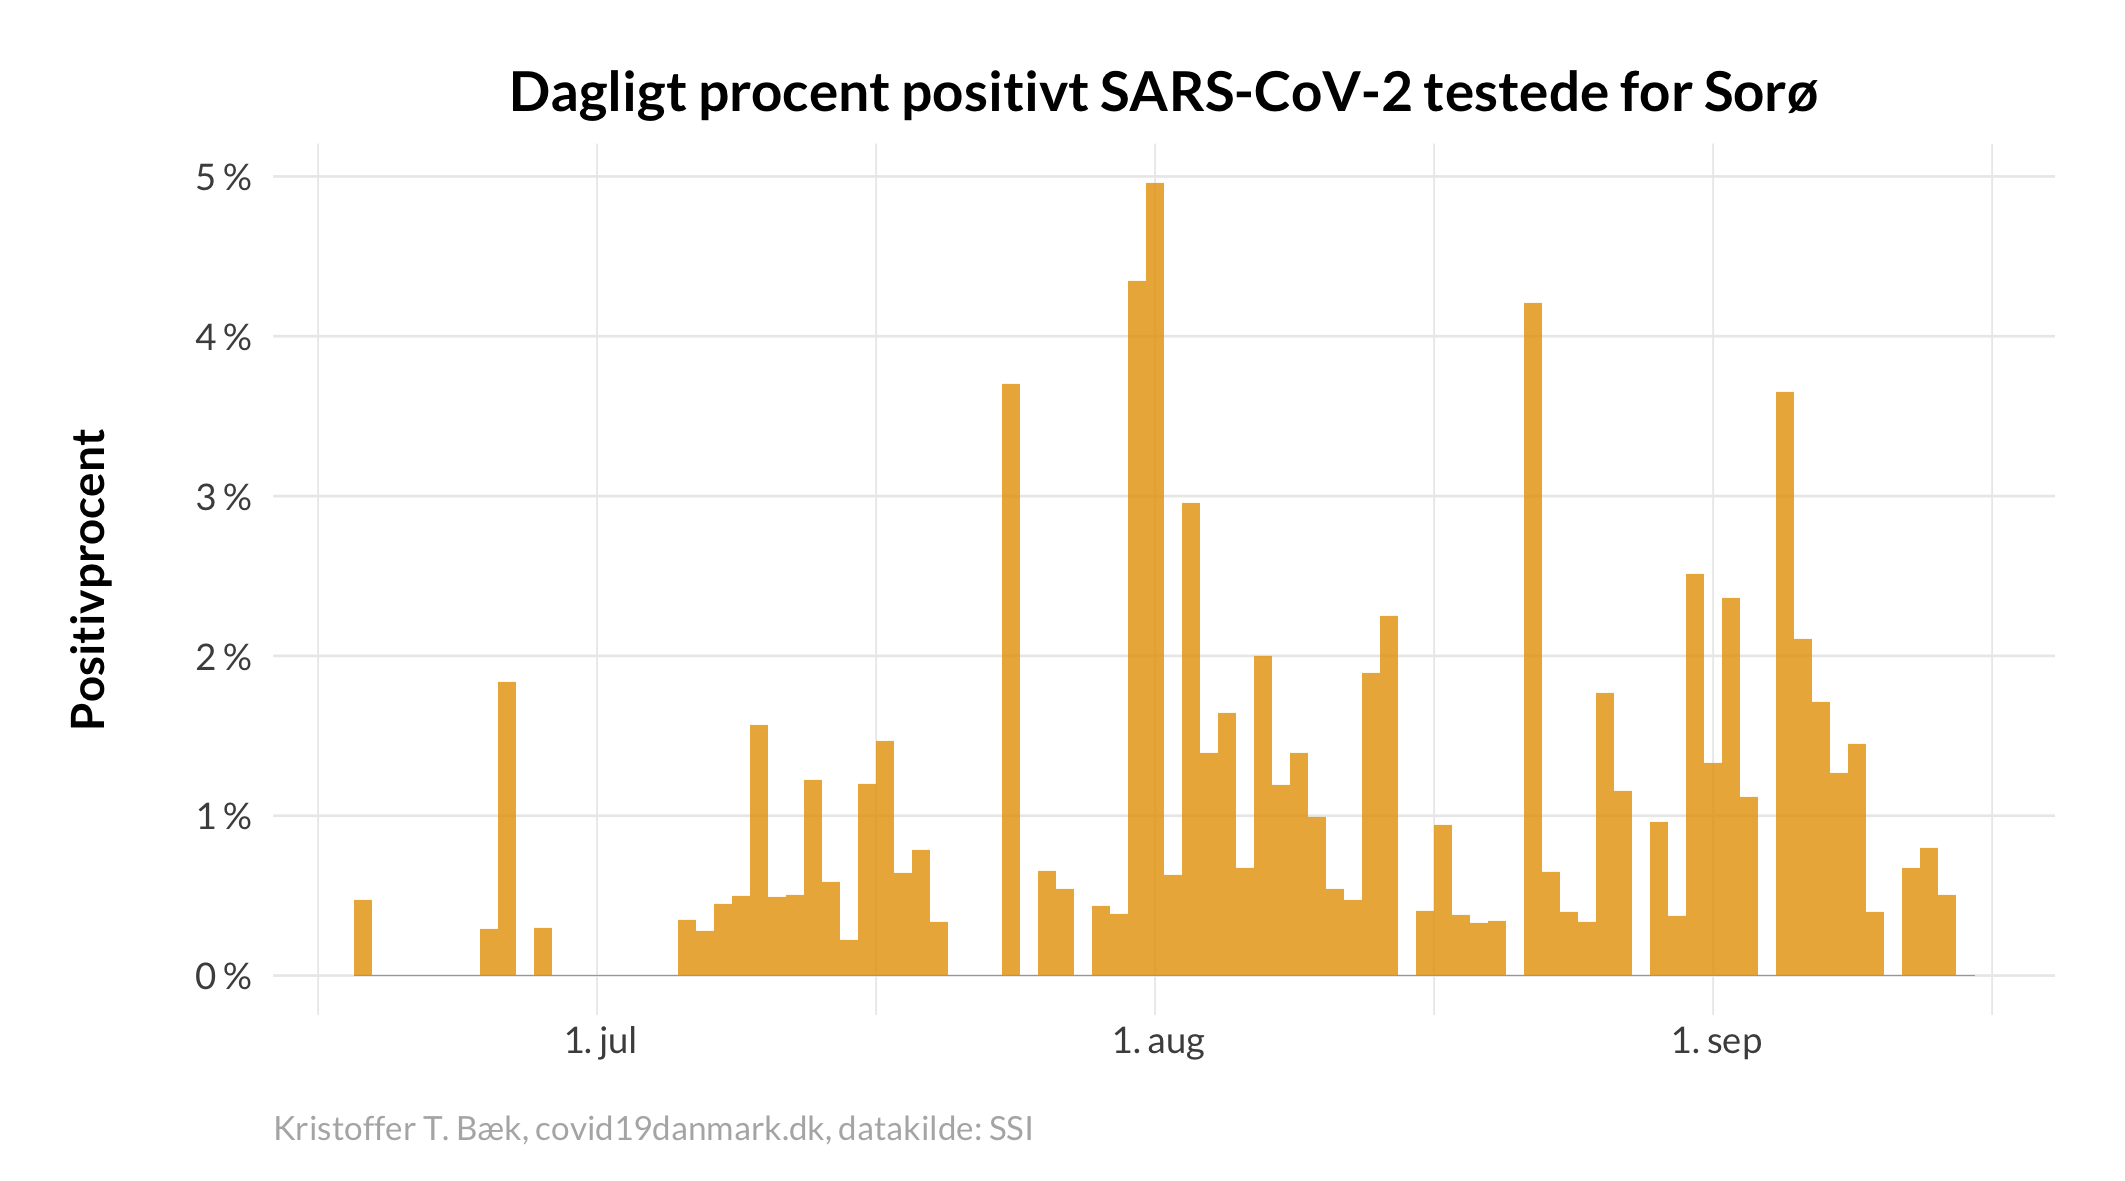 Dagligt procent positivt SARS-CoV-2 testede for Sorø
Positivprocent
5 %
4 %
3 %
2 %
1 %
0 %
1. jul
1. aug
1. sep
Kristoffer T. Bæk, covid19danmark.dk, datakilde: SSI